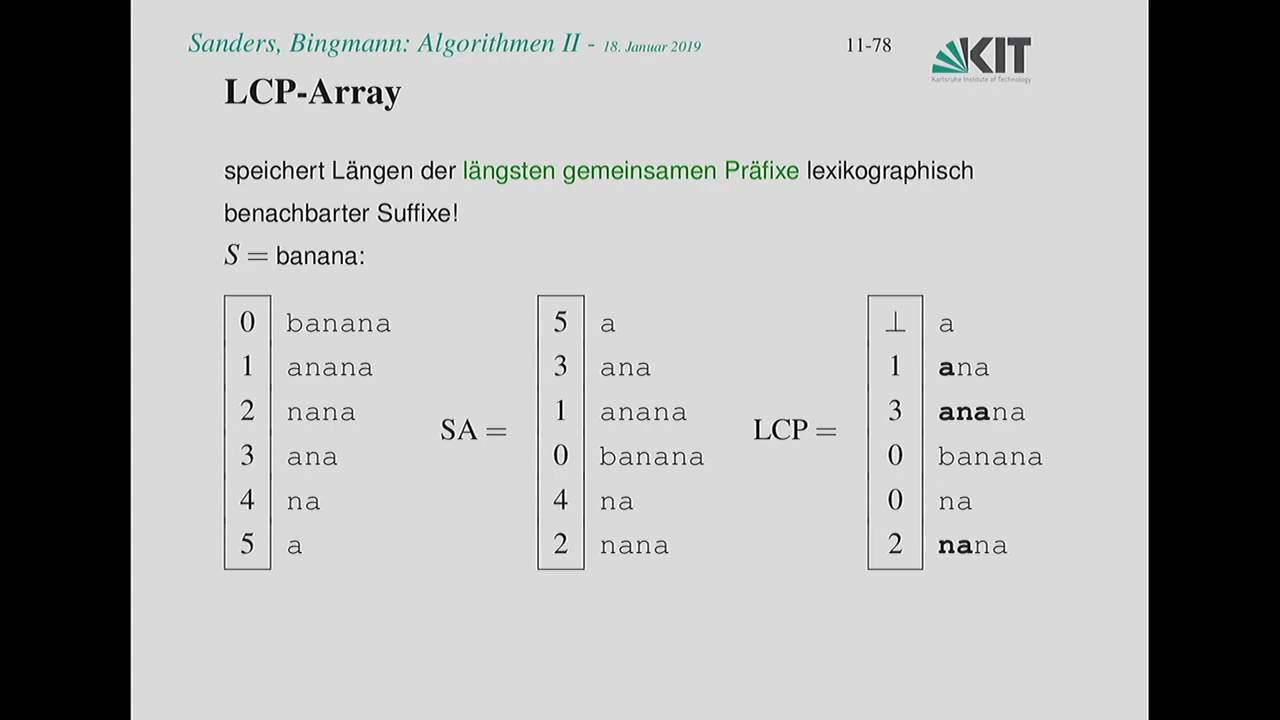 Sanders, Bingmann: Algorithmen II - 18. Januar 2019 11-78 KIT
Karlsruhe Institute of Technology
LCP-Array
speichert Längen der längsten gemeinsamen Präfixe lexikographisch
benachbarter Suffixe!
S = banana:
0 banana 5 a ⊥ a
1 anana 3 ana 1 ana
2 nana 1 anana 3 anana
SA = LCP =
3 ana 0 banana 0 banana
4 na 4 na 0 na
5 a 2 nana 2 nana